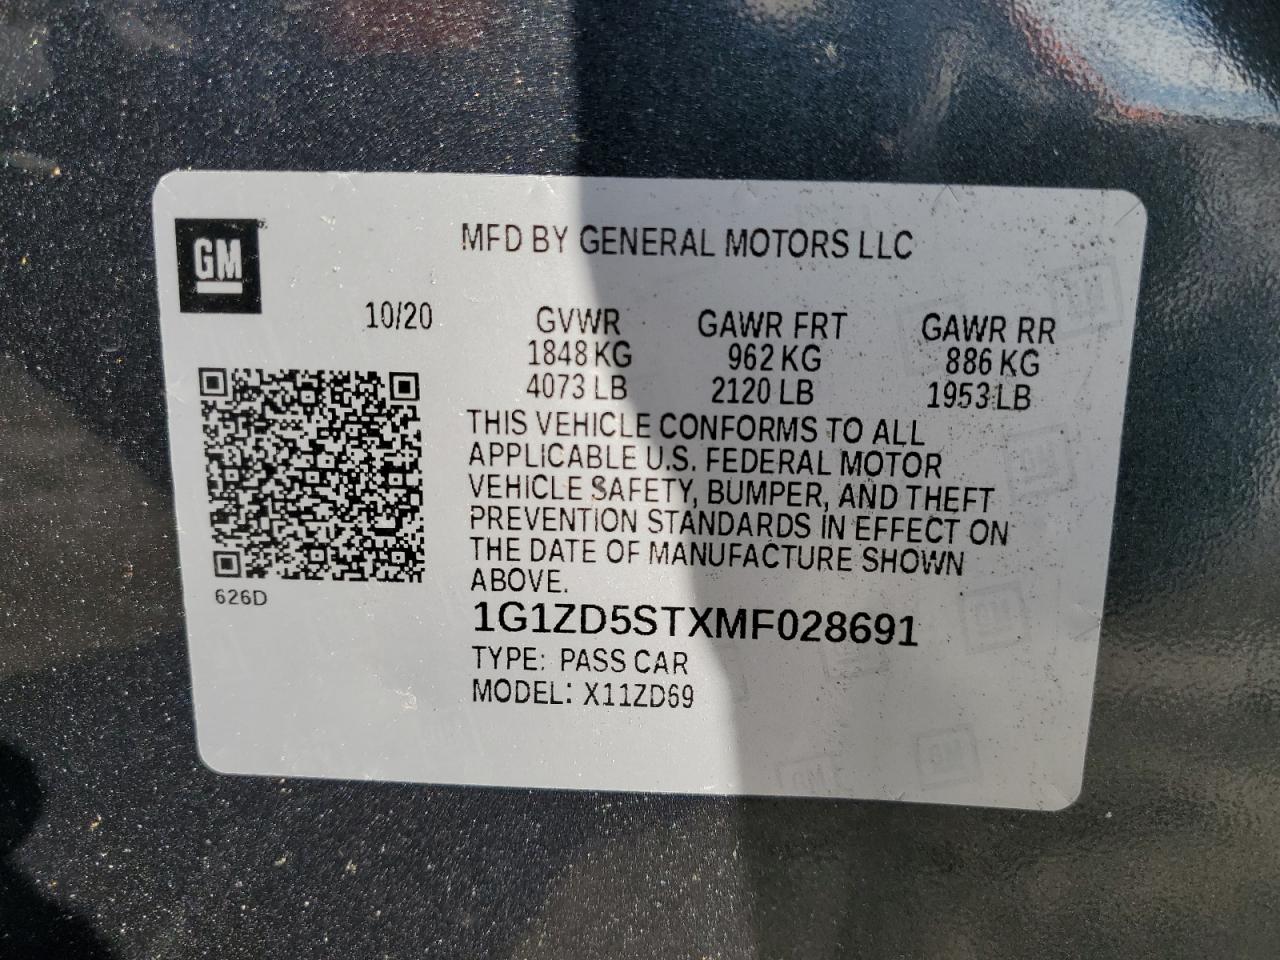 GM
MFD BY GENERAL MOTORS LLC
10/20 GVWR GAWR FRT GAWR RR
1848 KG 962 KG 886 KG
4073 LB 2120 LB 1953 LB
THIS VEHICLE CONFORMS TO ALL
APPLICABLE U.S. FEDERAL MOTOR
VEHICLE SAFETY, BUMPER, AND THEFT
PREVENTION STANDARDS IN EFFECT ON
THE DATE OF MANUFACTURE SHOWN
ABOVE.
626D
1G1ZD5STXMF028691
TYPE: PASS CAR
MODEL: X11ZD69